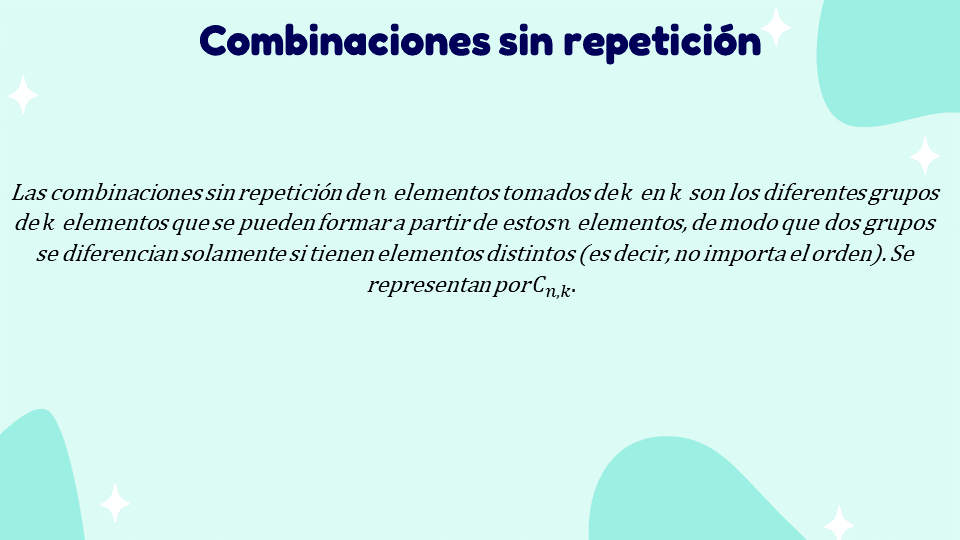 Combinaciones sin repetición
Las combinaciones sin repetición de n elementos tomados de k en k son los diferentes grupos
de k elementos que se pueden formar a partir de estos n elementos, de modo que dos grupos
se diferencian solamente si tienen elementos distintos (es decir, no importa el orden). Se
representan por C_{n,k}.